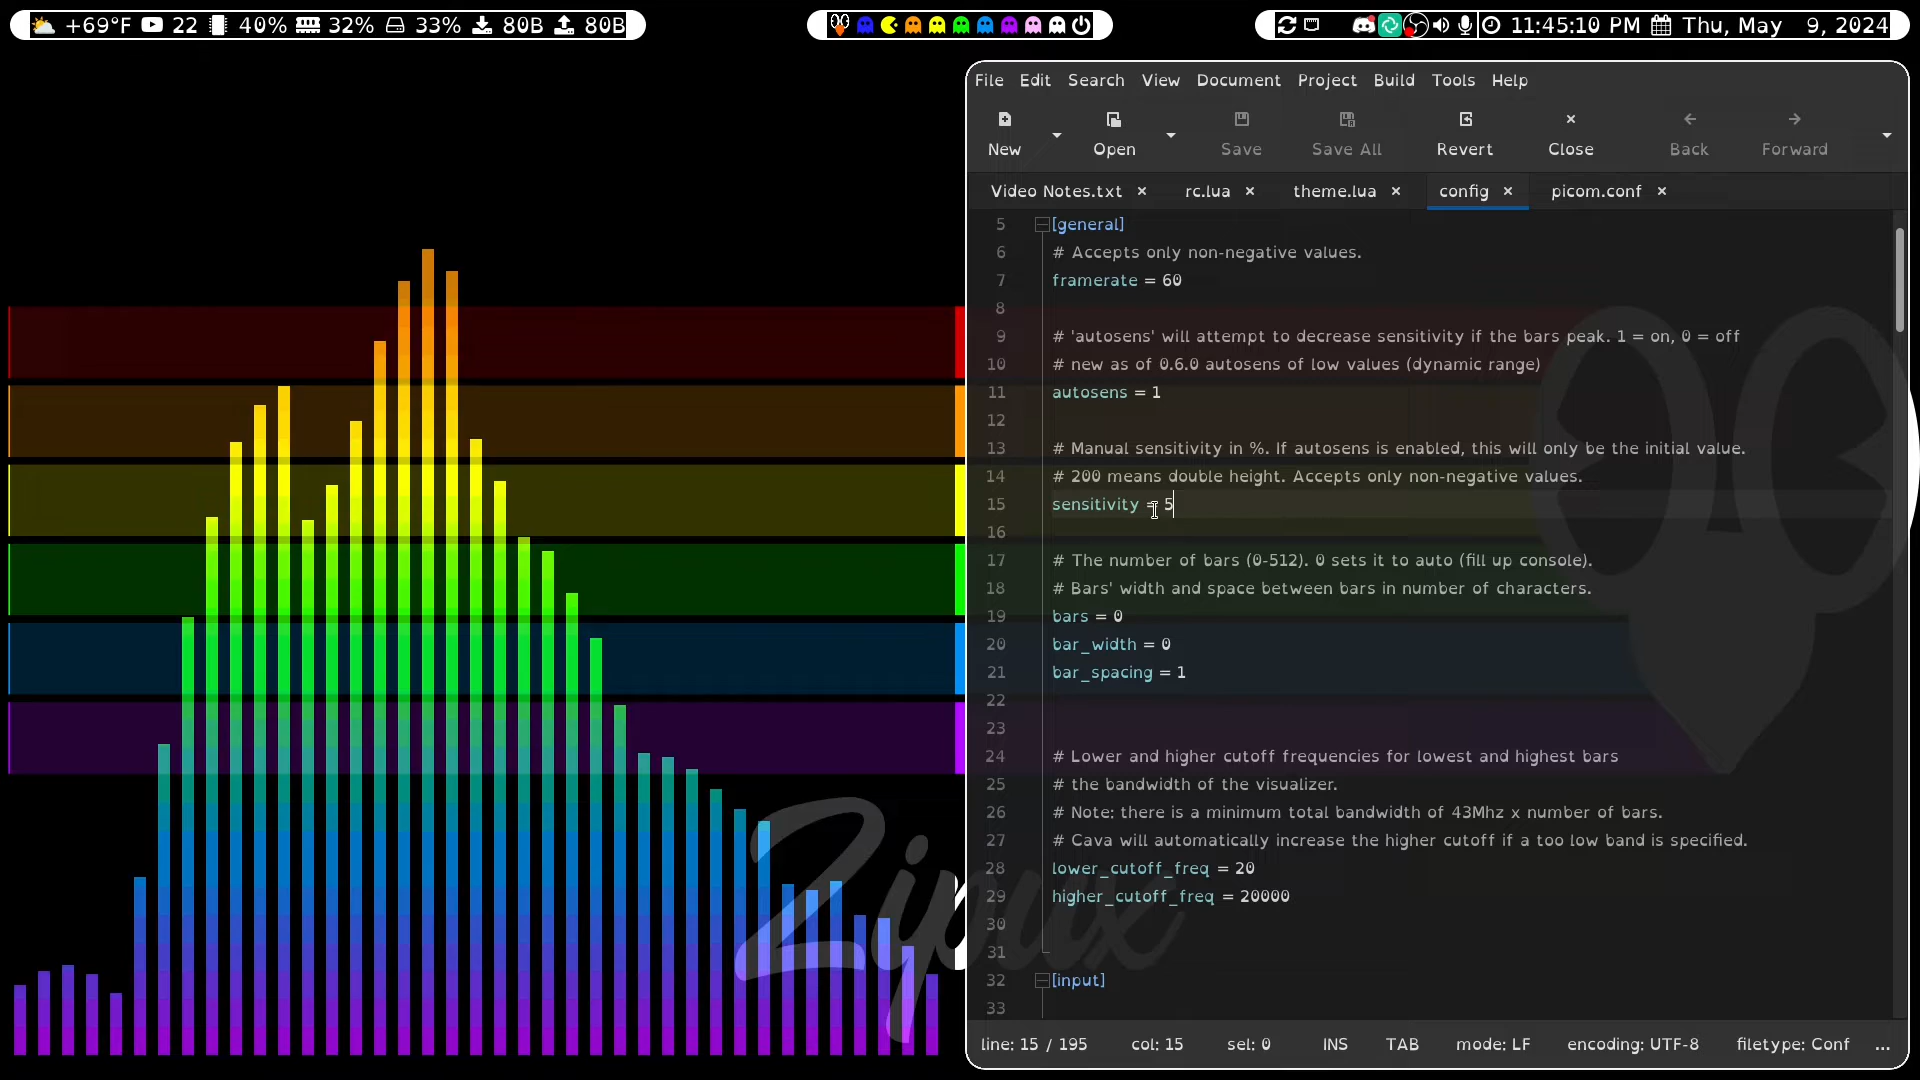 +69°F 22 40% 32% 33% 80B 80B
11:45:10 PM Thu, May 9, 2024
File Edit Search View Document Project Build Tools Help
New Open Save Save All Revert Close Back Forward
Video Notes.txt × rc.lua × theme.lua × config × picom.conf ×
5 [general]
6 # Accepts only non-negative values.
7 framerate = 60
8
9 # 'autosens' will attempt to decrease sensitivity if the bars peak. 1 = on, 0 = off
10 # new as of 0.6.0 autosens of low values (dynamic range)
11 autosens = 1
12
13 # Manual sensitivity in %. If autosens is enabled, this will only be the initial value.
14 # 200 means double height. Accepts only non-negative values.
15 sensitivity = 5
16
17 # The number of bars (0-512). 0 sets it to auto (fill up console).
18 # Bars' width and space between bars in number of characters.
19 bars = 0
20 bar_width = 0
21 bar_spacing = 1
22
23
24 # Lower and higher cutoff frequencies for lowest and highest bars
25 # the bandwidth of the visualizer.
26 # Note: there is a minimum total bandwidth of 43Mhz x number of bars.
27 # Cava will automatically increase the higher cutoff if a too low band is specified.
28 lower_cutoff_freq = 20
29 higher_cutoff_freq = 20000
30
31
32 [input]
33
Zipux
line: 15 / 195 col: 15 sel: 0 INS TAB mode: LF encoding: UTF-8 filetype: Conf ...